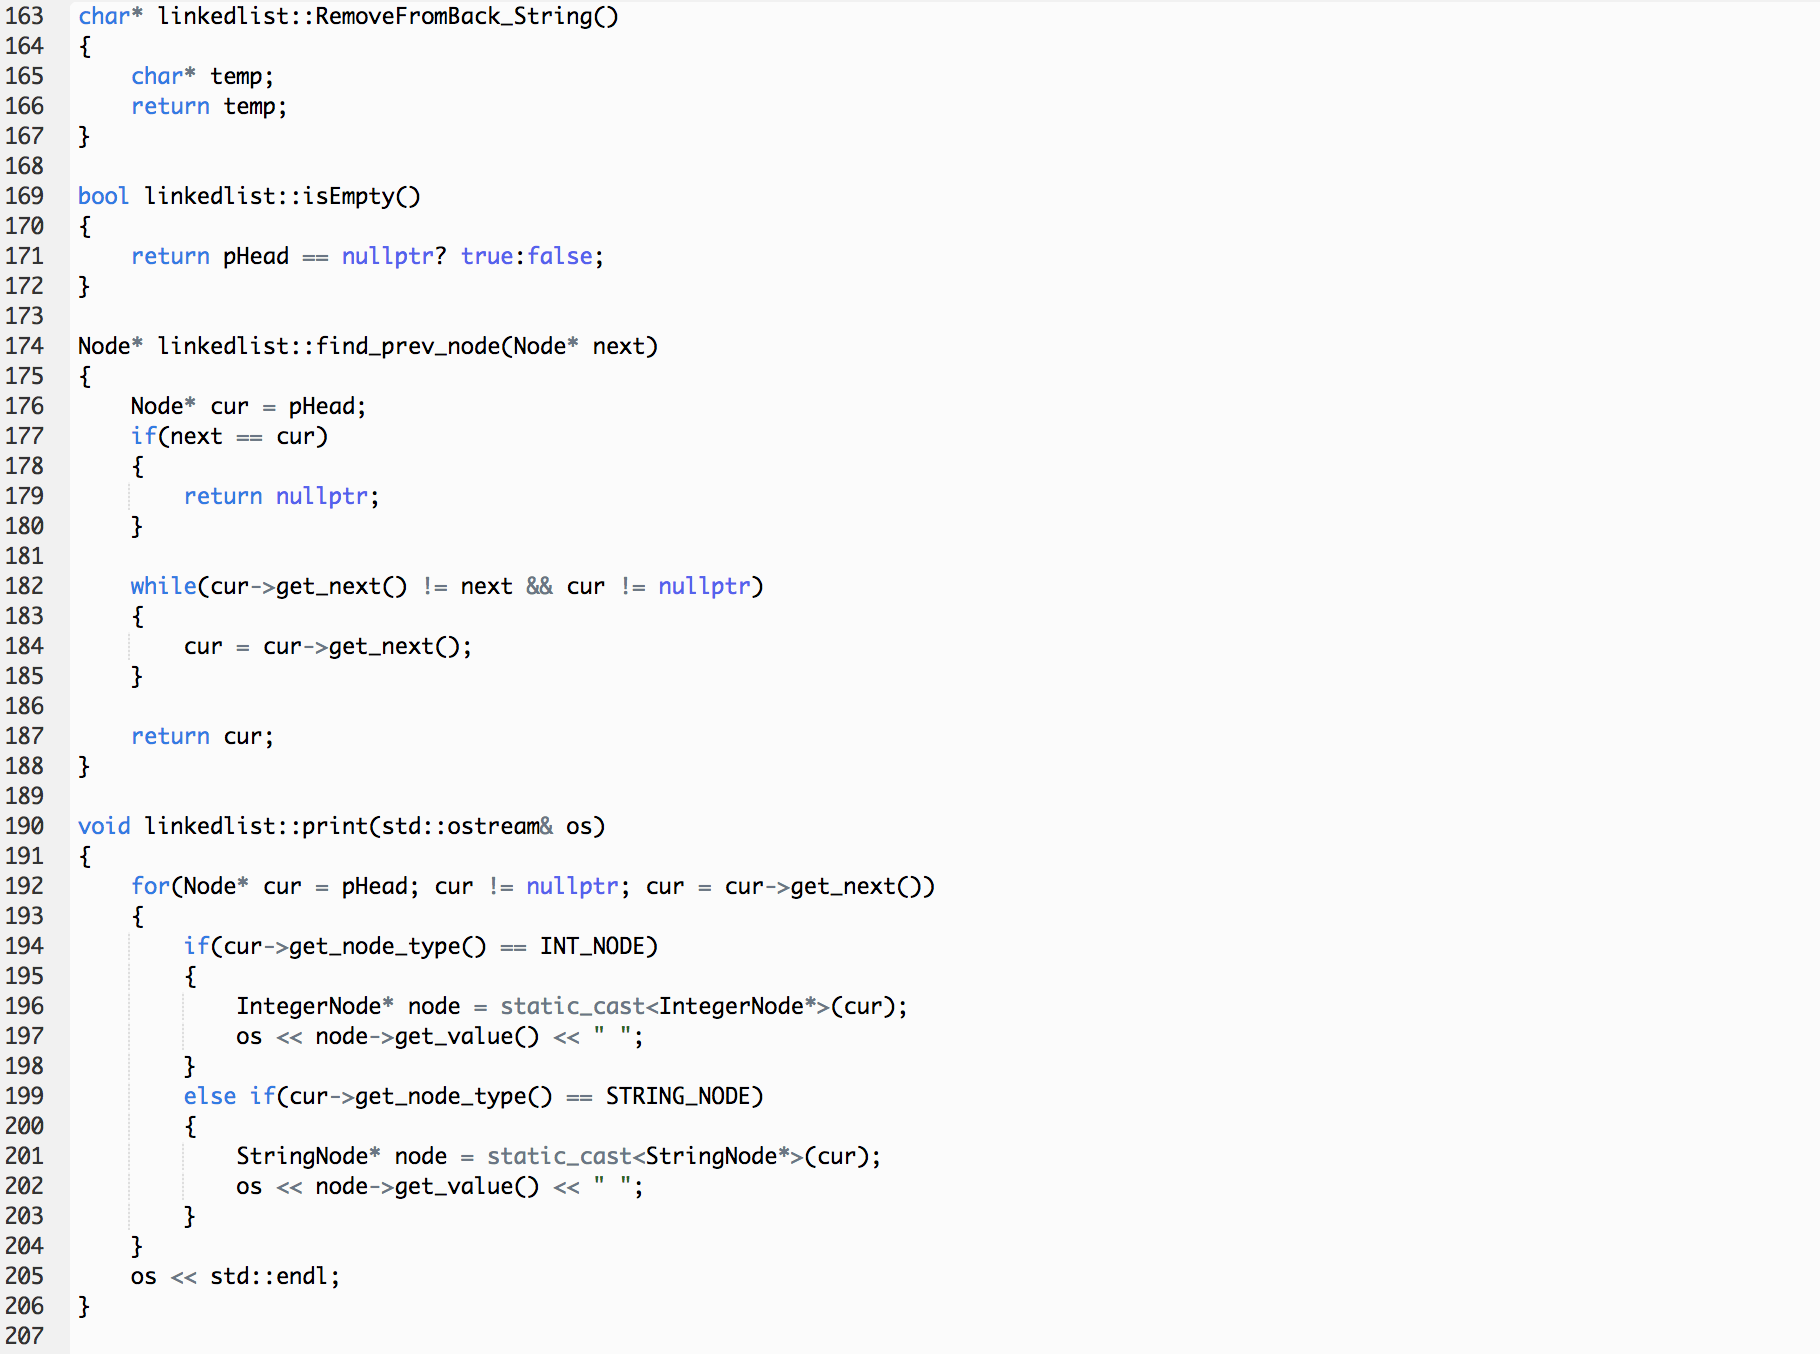 163 char* linkedlist::RemoveFromBack_String()
164 {
165     char* temp;
166     return temp;
167 }
168
169 bool linkedlist::isEmpty()
170 {
171     return pHead == nullptr? true:false;
172 }
173
174 Node* linkedlist::find_prev_node(Node* next)
175 {
176     Node* cur = pHead;
177     if(next == cur)
178     {
179         return nullptr;
180     }
181
182     while(cur->get_next() != next && cur != nullptr)
183     {
184         cur = cur->get_next();
185     }
186
187     return cur;
188 }
189
190 void linkedlist::print(std::ostream& os)
191 {
192     for(Node* cur = pHead; cur != nullptr; cur = cur->get_next())
193     {
194         if(cur->get_node_type() == INT_NODE)
195         {
196             IntegerNode* node = static_cast<IntegerNode*>(cur);
197             os << node->get_value() << " ";
198         }
199         else if(cur->get_node_type() == STRING_NODE)
200         {
201             StringNode* node = static_cast<StringNode*>(cur);
202             os << node->get_value() << " ";
203         }
204     }
205     os << std::endl;
206 }
207